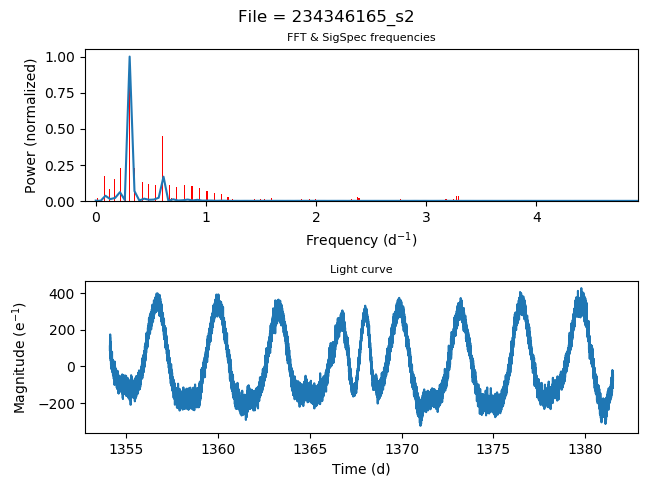 File = 234346165_s2
FFT & SigSpec frequencies
1.00
0.75
0.50
0.25
0.00
Power (normalized)
0 1 2 3 4
Frequency (d⁻¹)
Light curve
400
200
0
−200
Magnitude (e⁻¹)
1355 1360 1365 1370 1375 1380
Time (d)